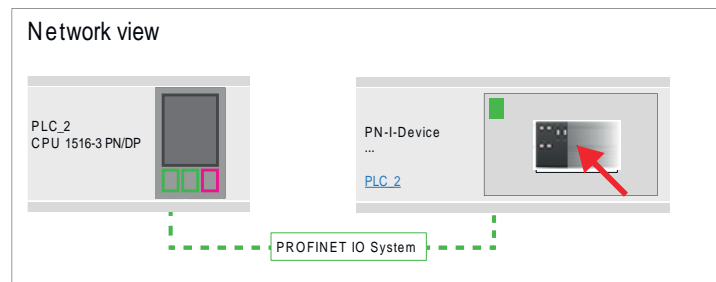 Network view
PLC_2
CPU 1516-3 PN/DP
PN-I-Device
...
PLC_2
PROFINET IO System